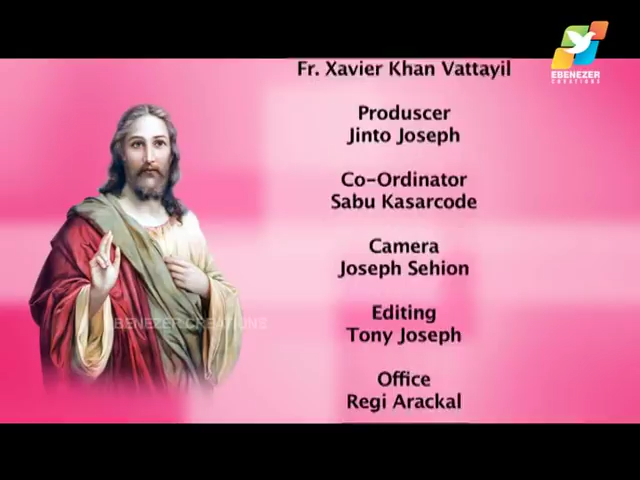 EBENEZER
CREATIONS
Fr. Xavier Khan Vattayil
Produscer
Jinto Joseph
Co-Ordinator
Sabu Kasarcode
Camera
Joseph Sehion
EBENEZER CREATIONS
Editing
Tony Joseph
Office
Regi Arackal